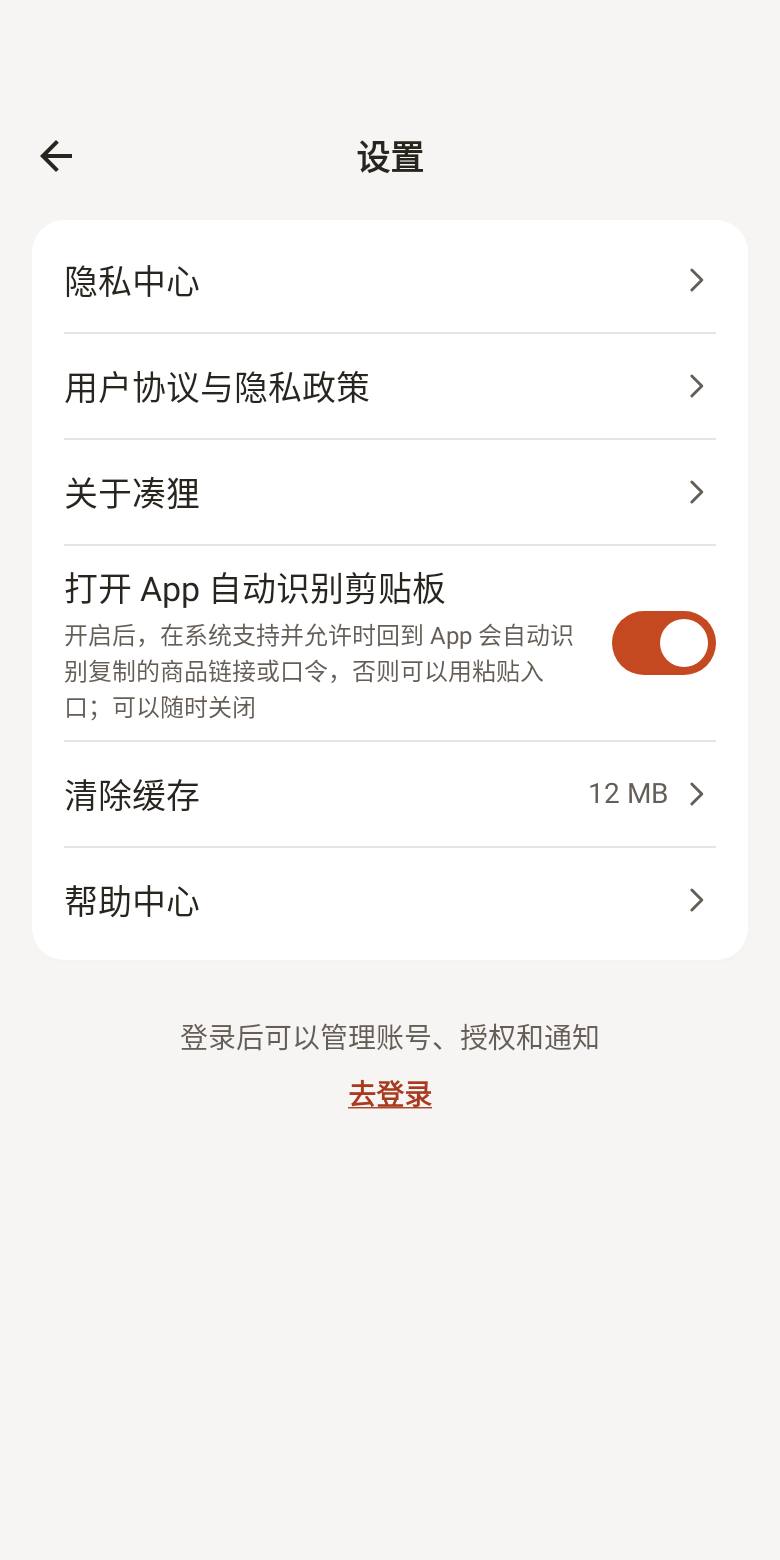 设置
隐私中心
用户协议与隐私政策
关于凑狸
打开 App 自动识别剪贴板
开启后，在系统支持并允许时回到 App 会自动识
别复制的商品链接或口令，否则可以用粘贴入
口；可以随时关闭
清除缓存 12 MB
帮助中心
登录后可以管理账号、授权和通知
去登录